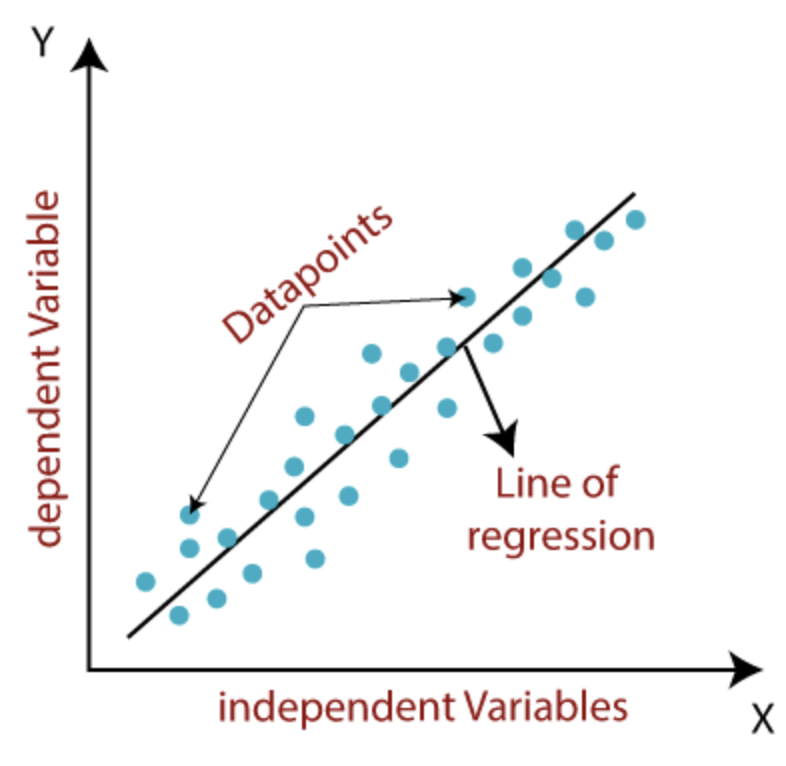 Y
dependent Variable
Datapoints
Line of
regression
independent Variables
X